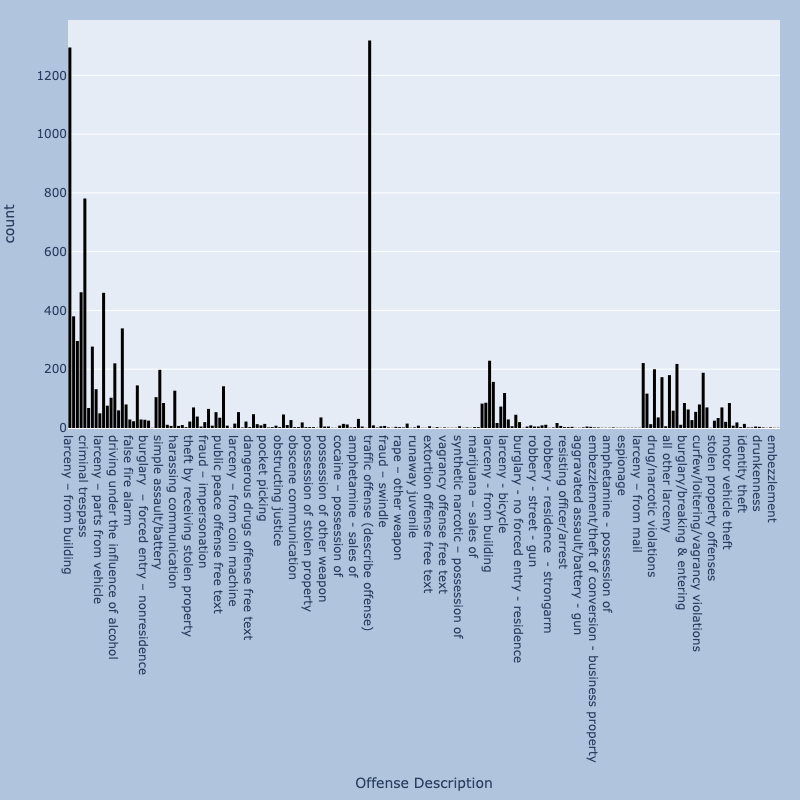 1200
1000
800
600
400
200
0
count
larceny – from building
criminal trespass
larceny – parts from vehicle
driving under the influence of alcohol
false fire alarm
burglary – forced entry – nonresidence
simple assault/battery
harassing communication
theft by receiving stolen property
fraud – impersonation
public peace offense free text
larceny – from coin machine
dangerous drugs offense free text
pocket picking
obstructing justice
obscene communication
possession of stolen property
possession of other weapon
cocaine – possession of
amphetamine - sales of
traffic offense (describe offense)
fraud – swindle
rape – other weapon
runaway juvenile
extortion offense free text
vagrancy offense free text
synthetic narcotic – possession of
marijuana – sales of
larceny - from building
larceny - bicycle
burglary - no forced entry - residence
robbery - street - gun
robbery - residence - strongarm
resisting officer/arrest
aggravated assault/battery - gun
embezzlement/theft of conversion - business property
amphetamine - possession of
espionage
larceny – from mail
drug/narcotic violations
all other larceny
burglary/breaking & entering
curfew/loitering/vagrancy violations
stolen property offenses
motor vehicle theft
identity theft
drunkenness
embezzlement
Offense Description